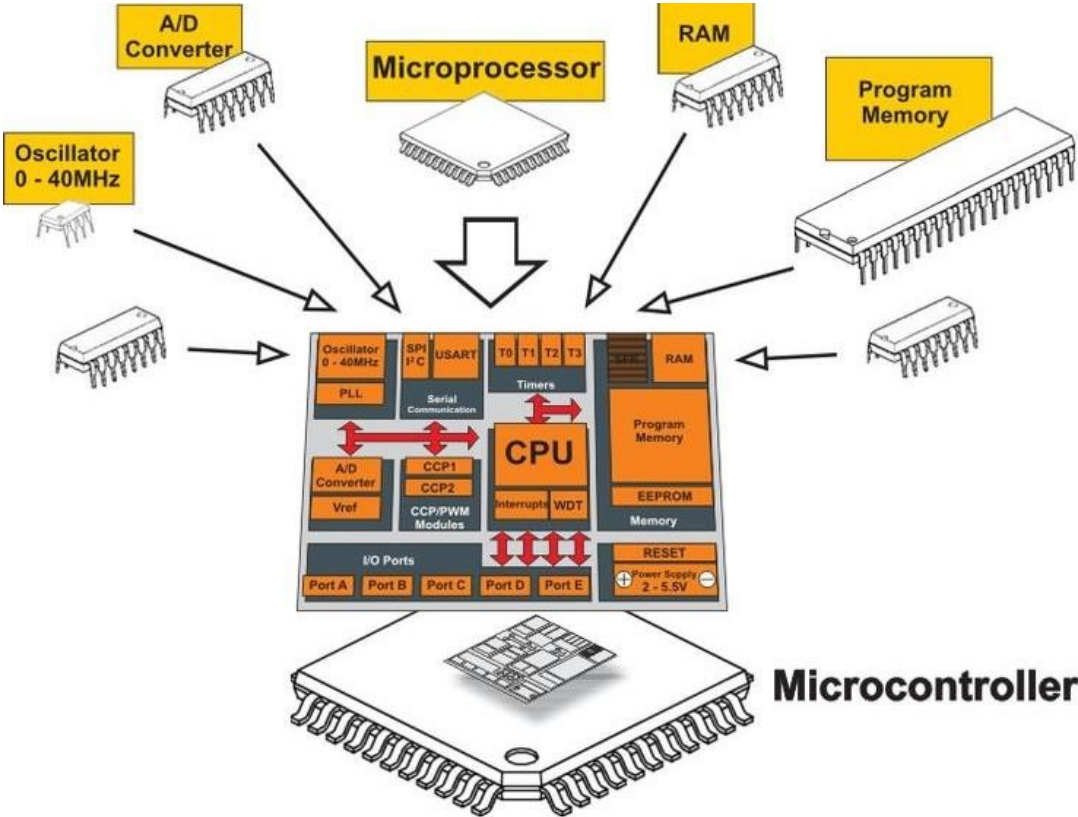 A/D
Converter
Microprocessor
RAM
Program
Memory
Oscillator
0 - 40MHz
Oscillator
0 - 40MHz
PLL
SPI
I²C
USART
Serial
Communication
T0 T1 T2 T3
Timers
SFR
RAM
Program
Memory
EEPROM
Memory
A/D
Converter
Vref
CCP1
CCP2
CCP/PWM
Modules
CPU
Interrupts
WDT
I/O Ports
Port A Port B Port C Port D Port E
RESET
+ Power Supply −
2 - 5.5V
Microcontroller